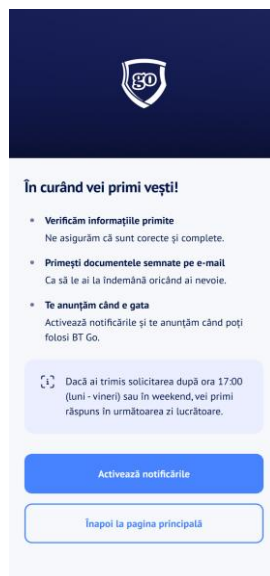 go
În curând vei primi vești!
Verificăm informațiile primite
Ne asigurăm că sunt corecte și complete.
Primești documentele semnate pe e-mail
Ca să le ai la îndemână oricând ai nevoie.
Te anunțăm când e gata
Activează notificările și te anunțăm când poți
folosi BT Go.
Dacă ai trimis solicitarea după ora 17:00
(luni - vineri) sau în weekend, vei primi
răspuns în următoarea zi lucrătoare.
Activează notificările
Înapoi la pagina principală